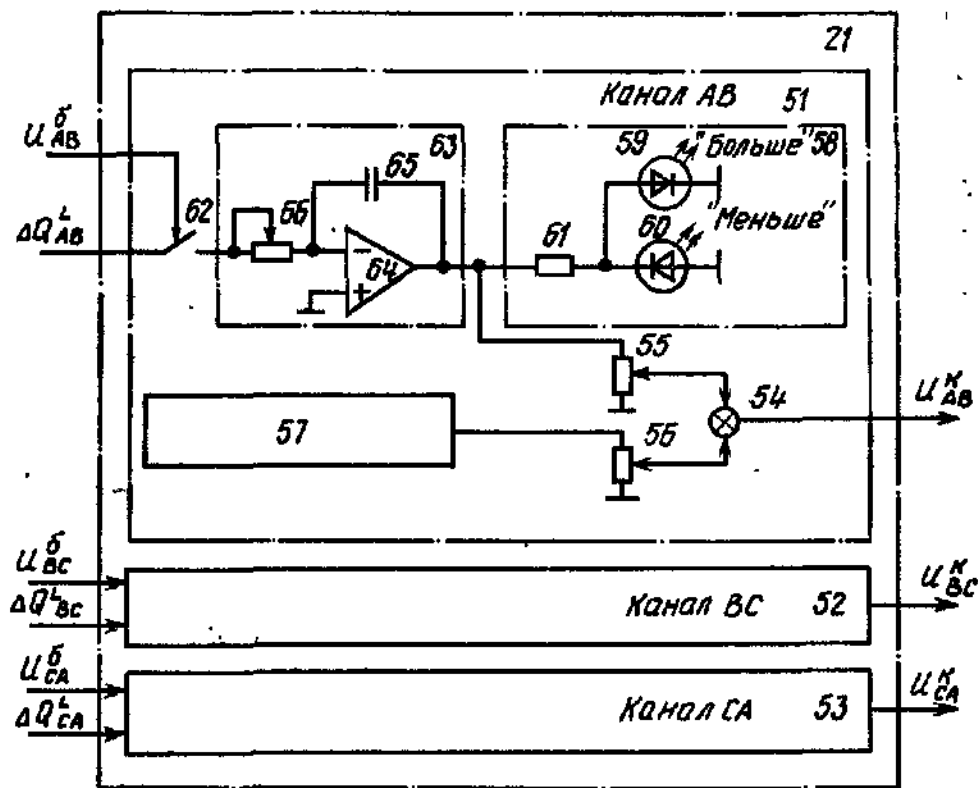 21
Канал АВ 51
U^б_АВ
ΔQ^L_АВ
62
63
65
66
64
− +
59 "Больше" 58
"Меньше"
60
61
55
56
54
57
U^К_АВ
U^б_ВС
ΔQ^L_ВС
Канал ВС 52
U^К_ВС
U^б_СА
ΔQ^L_СА
Канал СА 53
U^К_СА